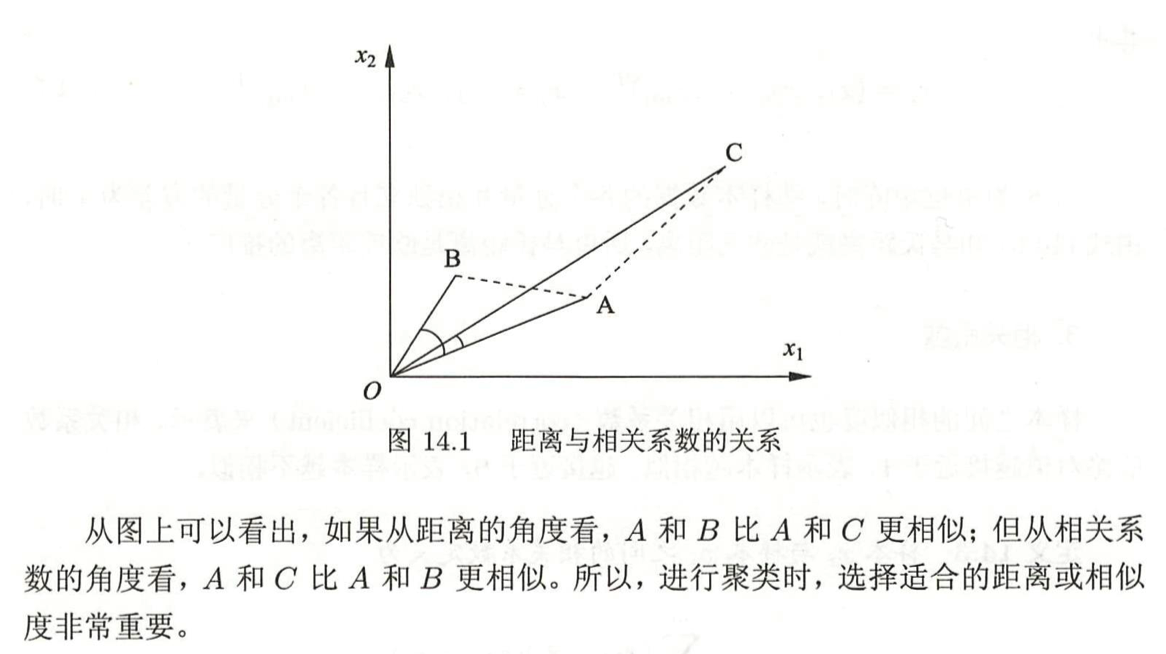 x₂
C
B
A
x₁
O
图 14.1 距离与相关系数的关系
从图上可以看出，如果从距离的角度看，A 和 B 比 A 和 C 更相似；但从相关系
数的角度看，A 和 C 比 A 和 B 更相似。所以，进行聚类时，选择适合的距离或相似
度非常重要。